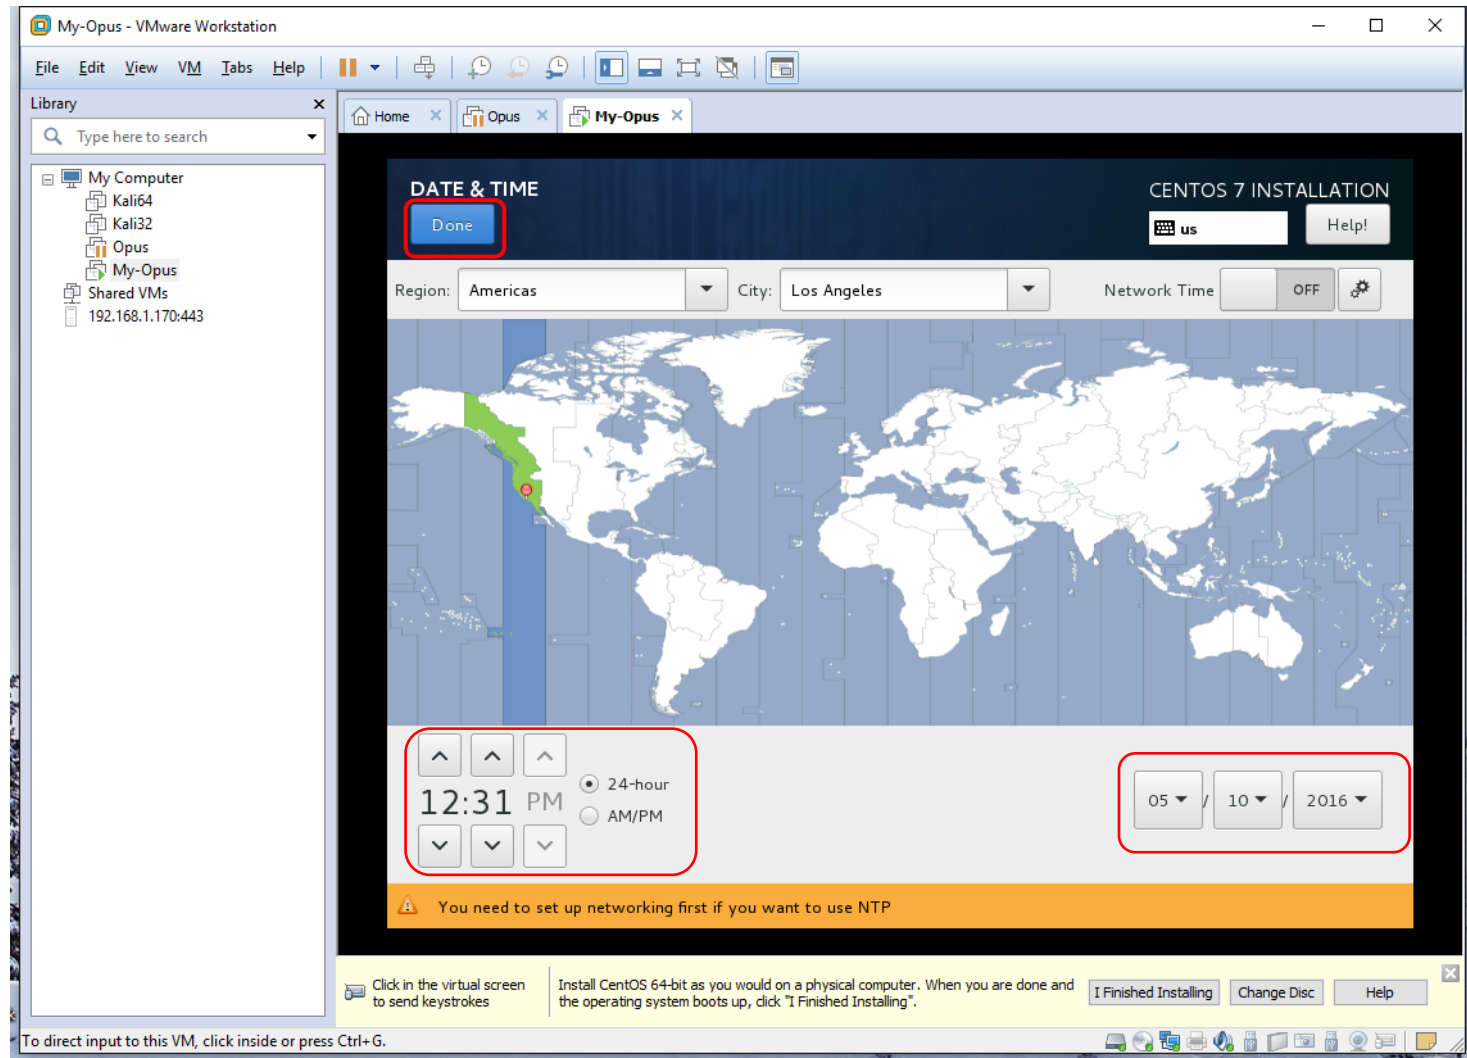 My-Opus - VMware Workstation
File Edit View VM Tabs Help
Library
Type here to search
My Computer
Kali64
Kali32
Opus
My-Opus
Shared VMs
192.168.1.170:443
Home Opus My-Opus
DATE & TIME
CENTOS 7 INSTALLATION
Done
us
Help!
Region: Americas City: Los Angeles Network Time OFF
12:31 PM
24-hour
AM/PM
05 / 10 / 2016
You need to set up networking first if you want to use NTP
Click in the virtual screen
to send keystrokes
Install CentOS 64-bit as you would on a physical computer. When you are done and
the operating system boots up, click "I Finished Installing".
I Finished Installing Change Disc Help
To direct input to this VM, click inside or press Ctrl+G.